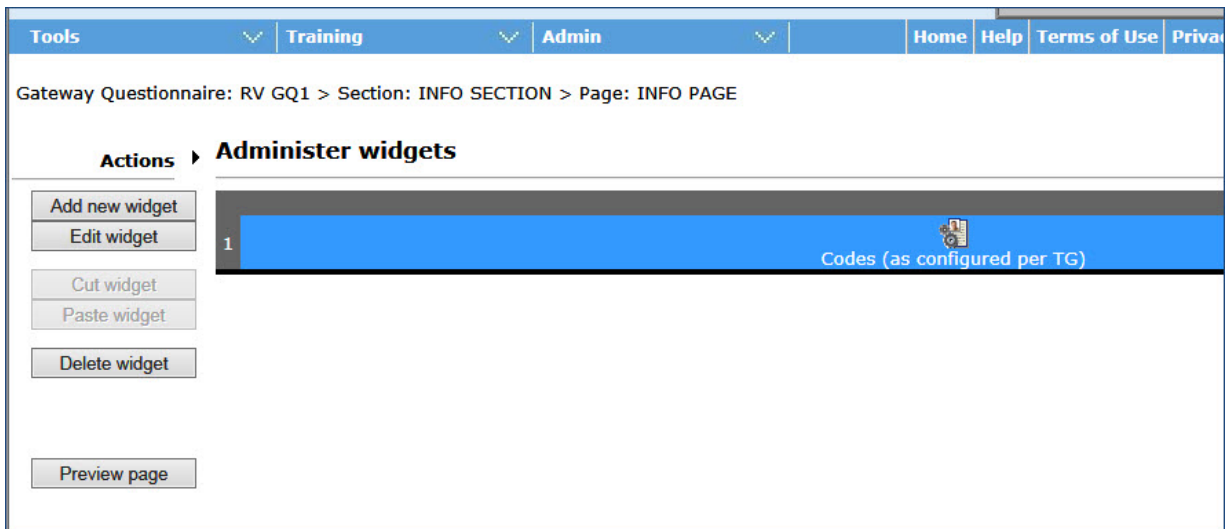 Tools Training Admin Home Help Terms of Use
Gateway Questionnaire: RV GQ1 > Section: INFO SECTION > Page: INFO PAGE
Actions Administer widgets
Add new widget
Edit widget
1
Codes (as configured per TG)
Cut widget
Paste widget
Delete widget
Preview page